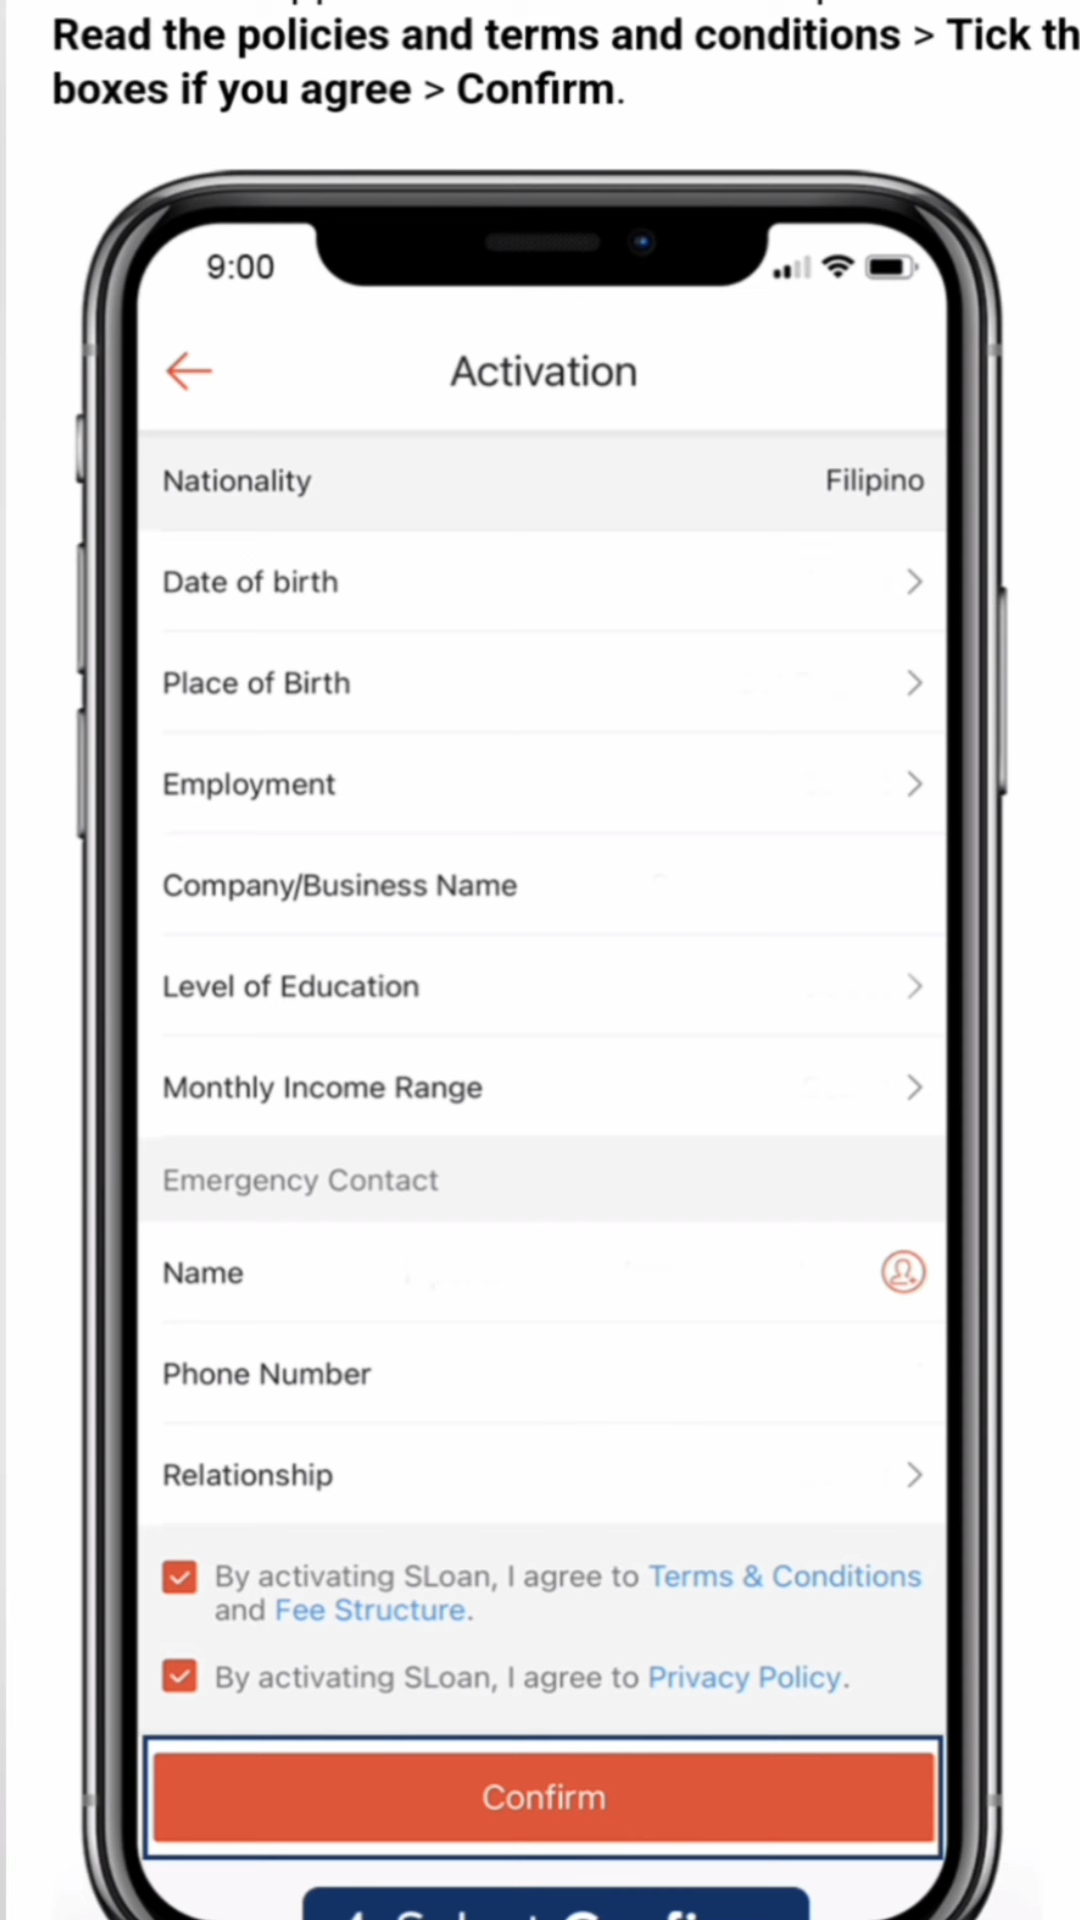 Read the policies and terms and conditions > Tick th
boxes if you agree > Confirm.
9:00
Activation
Nationality Filipino
Date of birth
Place of Birth
Employment
Company/Business Name
Level of Education
Monthly Income Range
Emergency Contact
Name
Phone Number
Relationship
By activating SLoan, I agree to Terms & Conditions
and Fee Structure.
By activating SLoan, I agree to Privacy Policy.
Confirm
4. Select Confirm